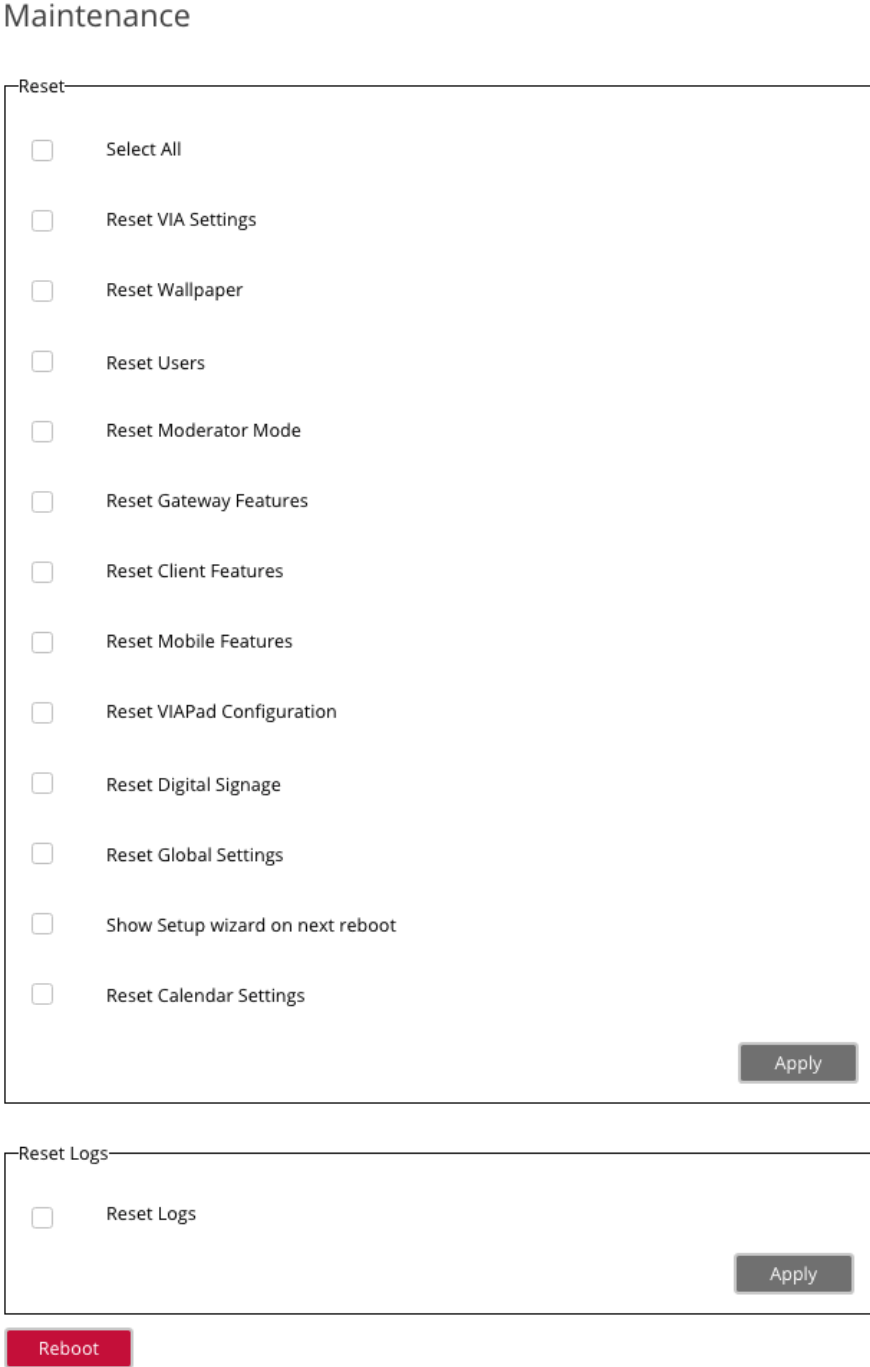 Maintenance
Reset
Select All
Reset VIA Settings
Reset Wallpaper
Reset Users
Reset Moderator Mode
Reset Gateway Features
Reset Client Features
Reset Mobile Features
Reset VIAPad Configuration
Reset Digital Signage
Reset Global Settings
Show Setup wizard on next reboot
Reset Calendar Settings
Apply
Reset Logs
Reset Logs
Apply
Reboot